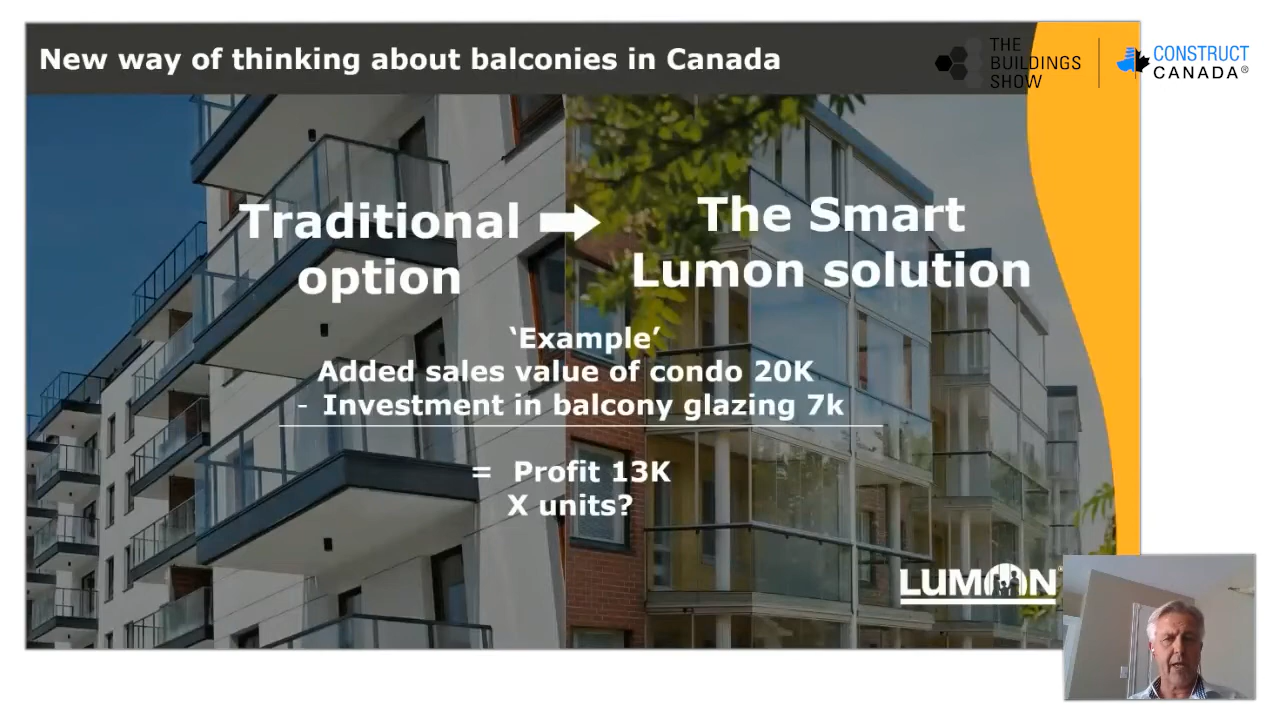 New way of thinking about balconies in Canada
THE
BUILDINGS
SHOW
CONSTRUCT
CANADA®
Traditional
option
The Smart
Lumon solution
‘Example’
Added sales value of condo 20K
- Investment in balcony glazing 7k
= Profit 13K
X units?
LUMON